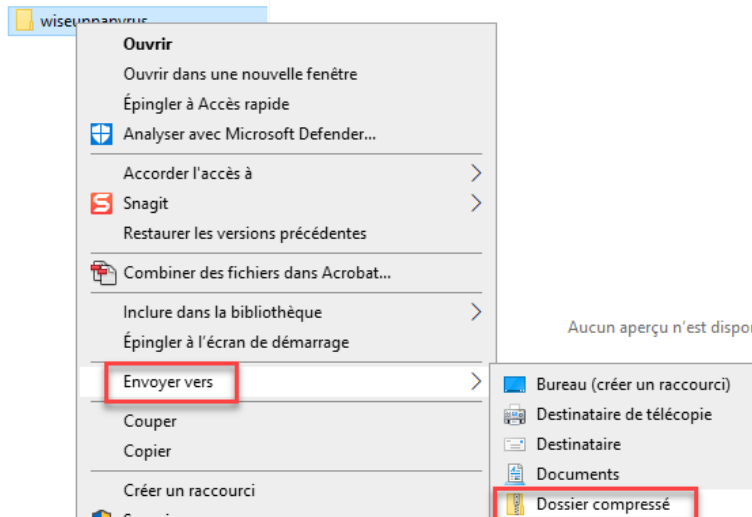 wiseuppapyrus
Ouvrir
Ouvrir dans une nouvelle fenêtre
Épingler à Accès rapide
Analyser avec Microsoft Defender...
Accorder l'accès à
Snagit
Restaurer les versions précédentes
Combiner des fichiers dans Acrobat...
Inclure dans la bibliothèque
Épingler à l'écran de démarrage
Aucun aperçu n'est dispo
Envoyer vers
Bureau (créer un raccourci)
Destinataire de télécopie
Destinataire
Documents
Dossier compressé
Couper
Copier
Créer un raccourci